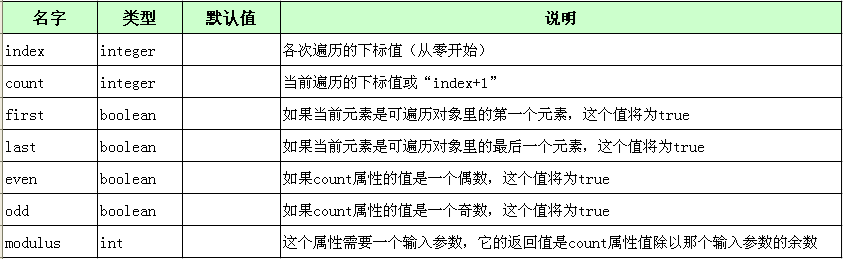 名字 类型 默认值 说明
index integer 各次遍历的下标值（从零开始）
count integer 当前遍历的下标值或“index+1”
first boolean 如果当前元素是可遍历对象里的第一个元素，这个值将为true
last boolean 如果当前元素是可遍历对象里的最后一个元素，这个值将为true
even boolean 如果count属性的值是一个偶数，这个值将为true
odd boolean 如果count属性的值是一个奇数，这个值将为true
modulus int 这个属性需要一个输入参数，它的返回值是count属性值除以那个输入参数的余数